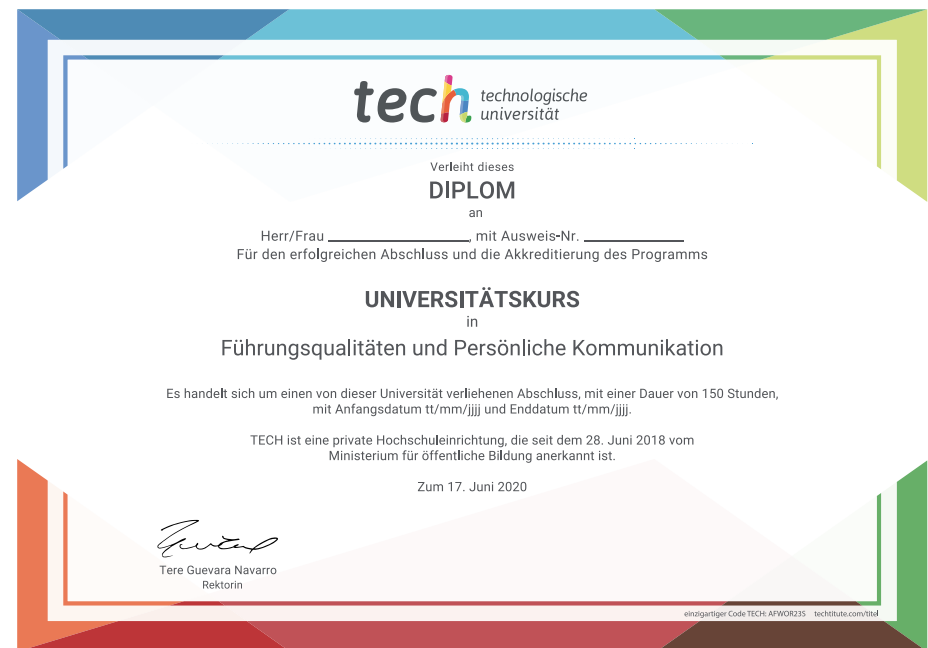 tech technologische
universität
Verleiht dieses
DIPLOM
an
Herr/Frau ____________________, mit Ausweis-Nr. ______________
Für den erfolgreichen Abschluss und die Akkreditierung des Programms
UNIVERSITÄTSKURS
in
Führungsqualitäten und Persönliche Kommunikation
Es handelt sich um einen von dieser Universität verliehenen Abschluss, mit einer Dauer von 150 Stunden,
mit Anfangsdatum tt/mm/jjjj und Enddatum tt/mm/jjjj.
TECH ist eine private Hochschuleinrichtung, die seit dem 28. Juni 2018 vom
Ministerium für öffentliche Bildung anerkannt ist.
Zum 17. Juni 2020
Tere Guevara Navarro
Rektorin
einzigartiger Code TECH: AFWOR23S techtitute.com/titel